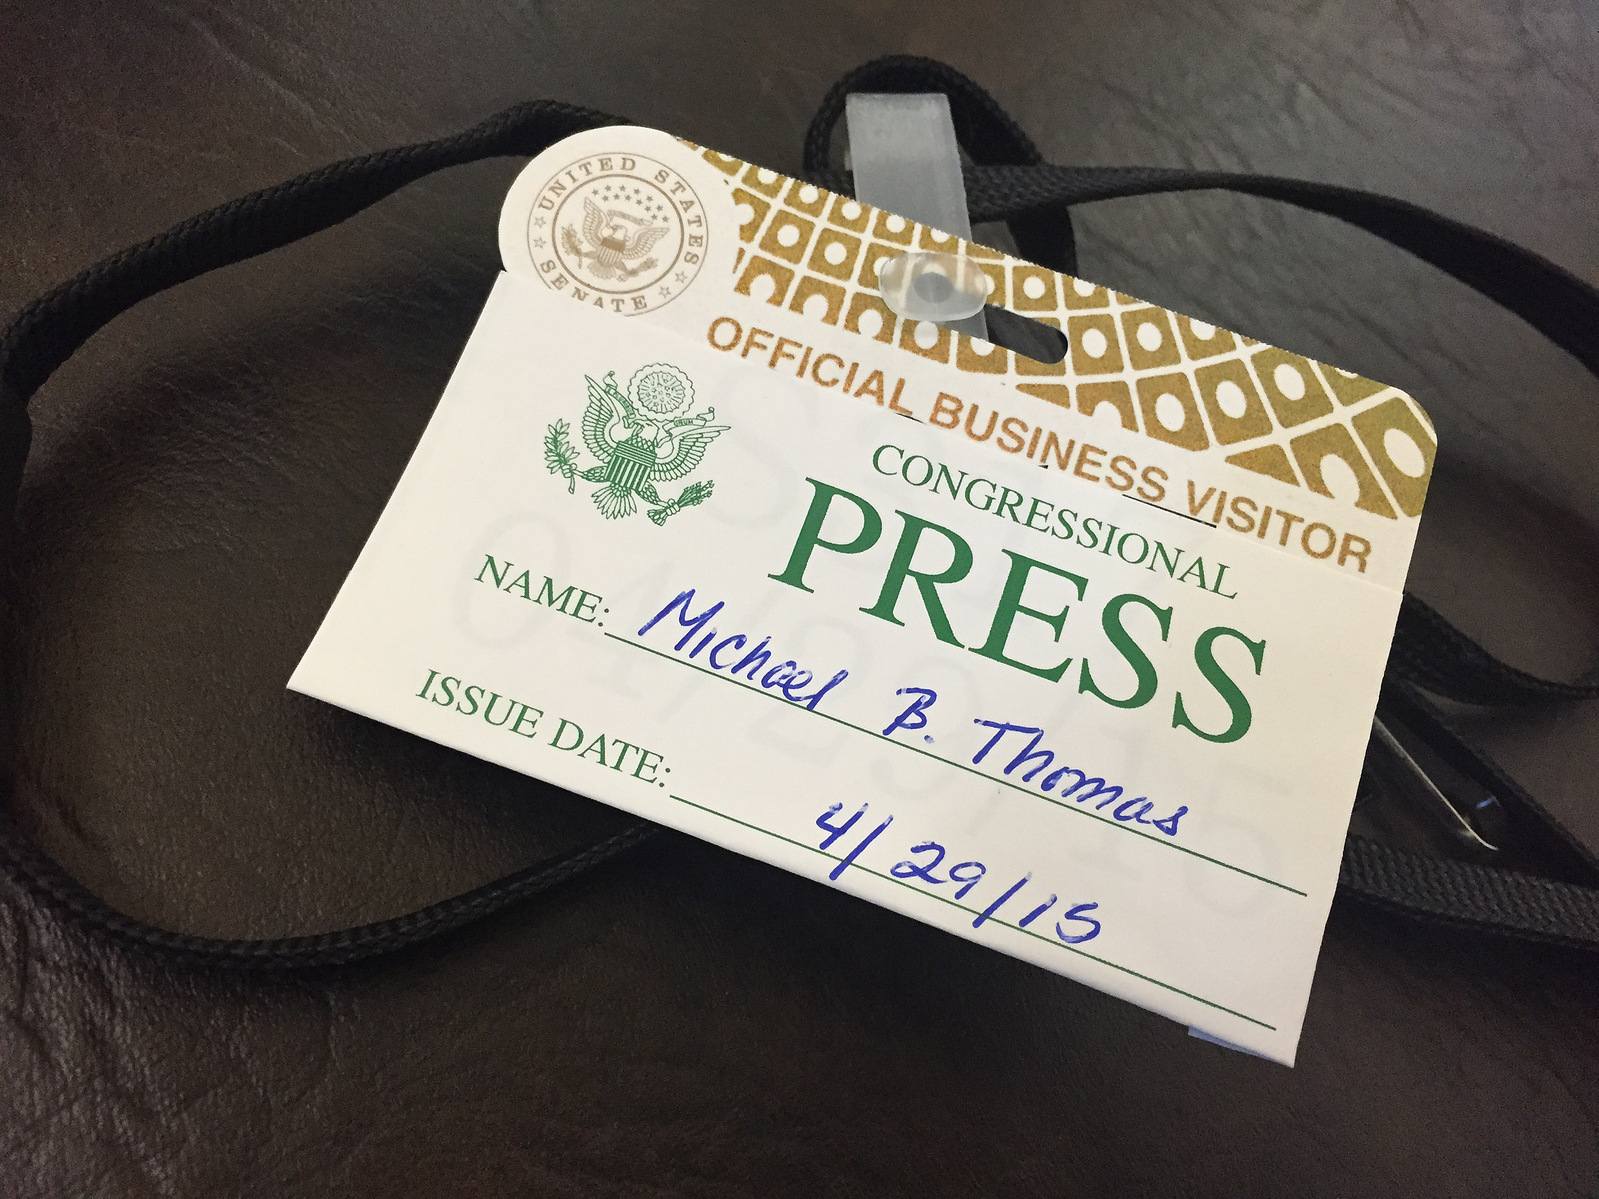 UNITED STATES SENATE
OFFICIAL BUSINESS VISITOR
CONGRESSIONAL
PRESS
NAME: Michael B. Thomas
ISSUE DATE: 4/29/15